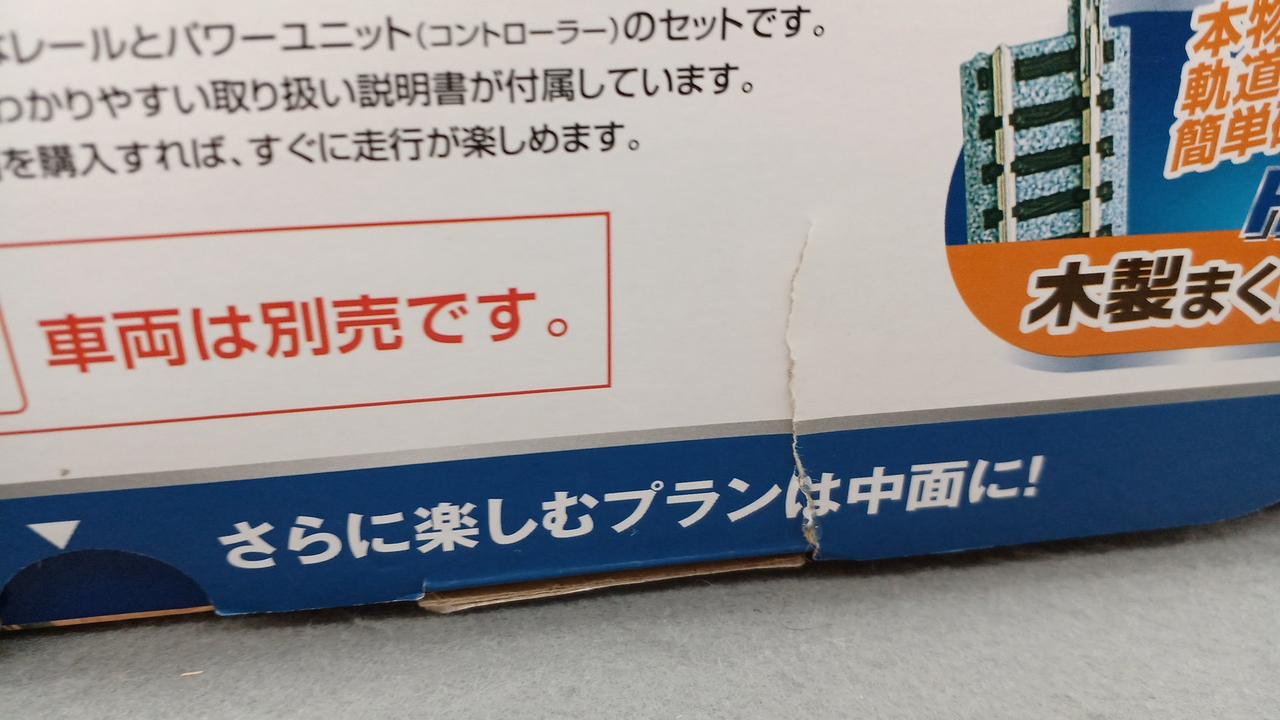 レールとパワーユニット(コントローラー)のセットです。
わかりやすい取り扱い説明書が付属しています。
を購入すれば、すぐに走行が楽しめます。
車両は別売です。
さらに楽しむプランは中面に!
本物
軌道
簡単
木製まく